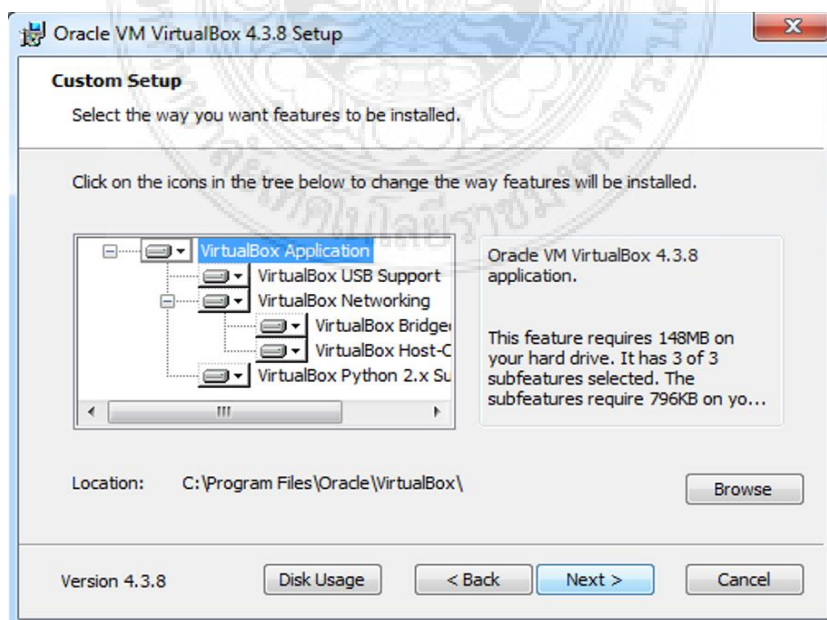 Oracle VM VirtualBox 4.3.8 Setup
Custom Setup
Select the way you want features to be installed.
Click on the icons in the tree below to change the way features will be installed.
VirtualBox Application
VirtualBox USB Support
VirtualBox Networking
VirtualBox Bridge
VirtualBox Host-C
VirtualBox Python 2.x Su
Oracle VM VirtualBox 4.3.8
application.
This feature requires 148MB on
your hard drive. It has 3 of 3
subfeatures selected. The
subfeatures require 796KB on yo...
Location: C:\Program Files\Oracle\VirtualBox\
Browse
Version 4.3.8
Disk Usage
< Back
Next >
Cancel